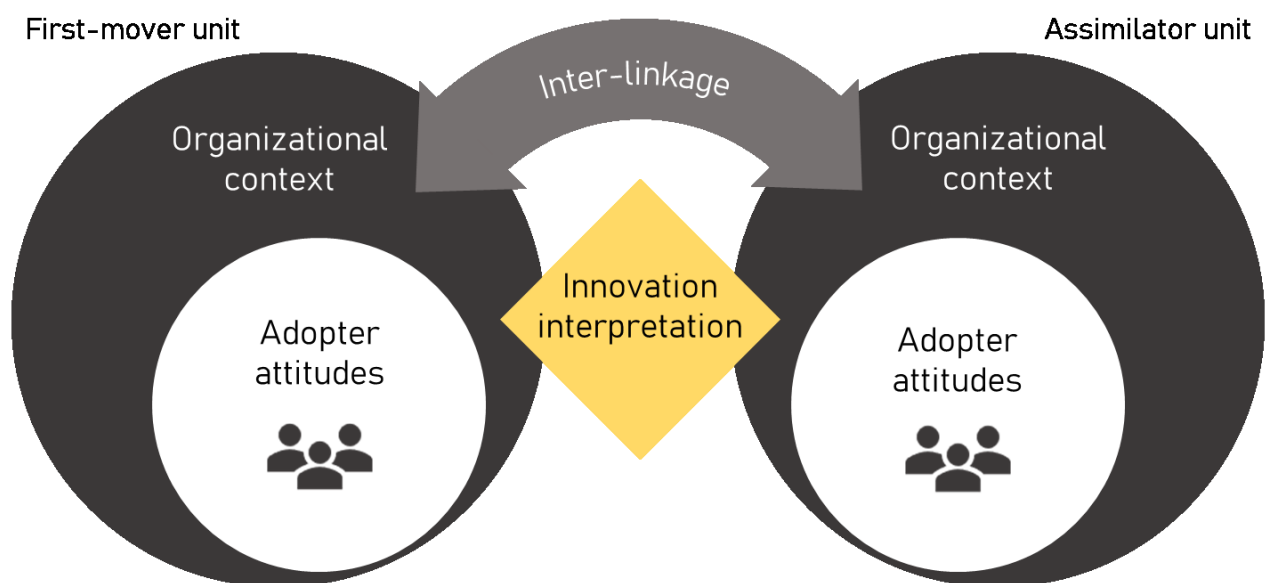 First-mover unit
Assimilator unit
Inter-linkage
Organizational
context
Organizational
context
Innovation
interpretation
Adopter
attitudes
Adopter
attitudes